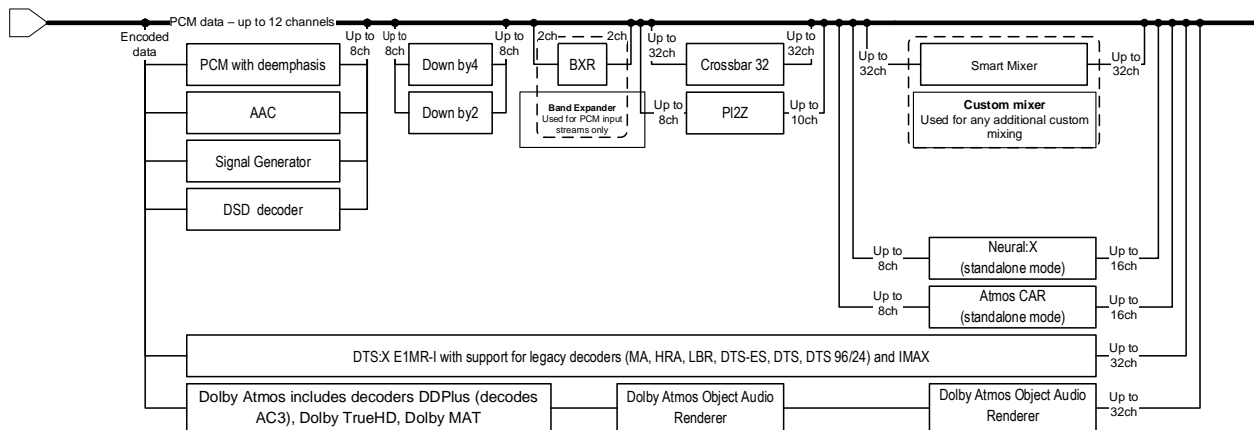 PCM data – up to 12 channels
Encoded
data
Up to
8ch
Up to
8ch
Up to
8ch
2ch
2ch
Up to
32ch
Up to
32ch
Up to
32ch
Up to
32ch
PCM with deemphasis
Down by4
BXR
Crossbar 32
Smart Mixer
AAC
Down by2
Band Expander
Used for PCM input
streams only
Up to
8ch
PI2Z
Up to
10ch
Custom mixer
Used for any additional custom
mixing
Signal Generator
DSD decoder
Up to
8ch
Neural:X
(standalone mode)
Up to
16ch
Up to
8ch
Atmos CAR
(standalone mode)
Up to
16ch
DTS:X E1MR-I with support for legacy decoders (MA, HRA, LBR, DTS-ES, DTS, DTS 96/24) and IMAX
Up to
32ch
Dolby Atmos includes decoders DDPlus (decodes
AC3), Dolby TrueHD, Dolby MAT
Dolby Atmos Object Audio
Renderer
Dolby Atmos Object Audio
Renderer
Up to
32ch